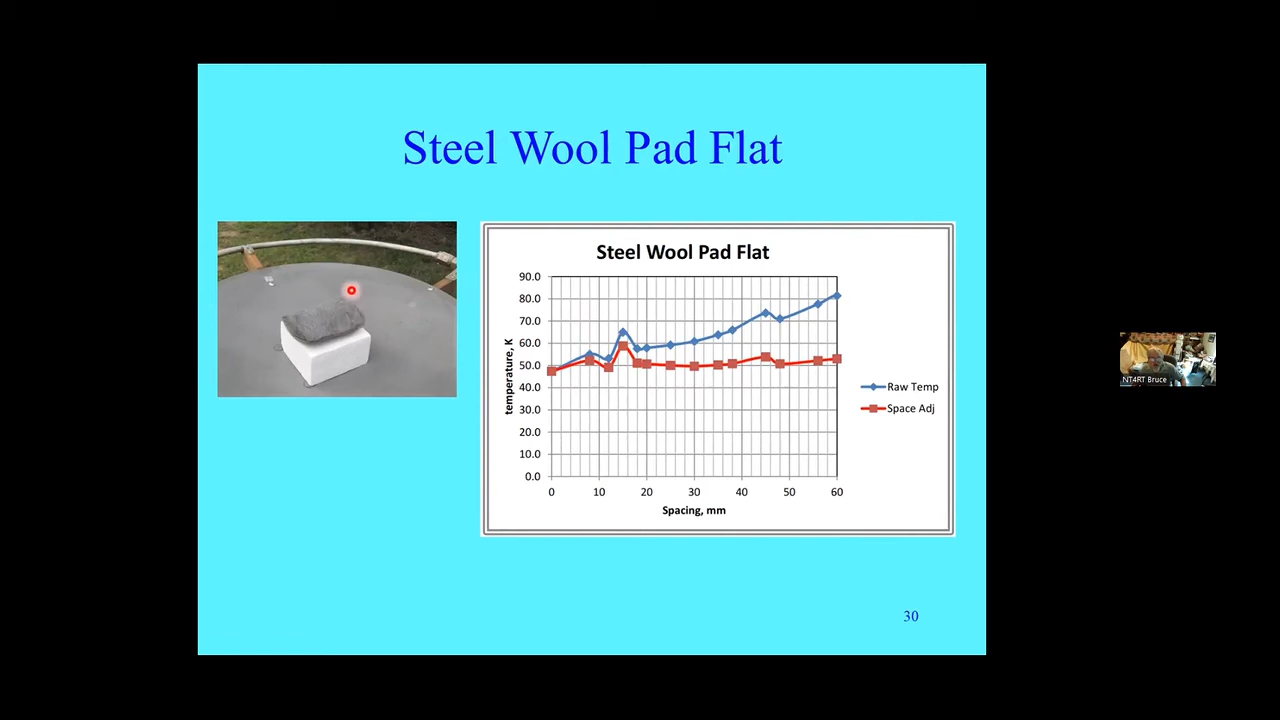 Steel Wool Pad Flat
Steel Wool Pad Flat
90.0
80.0
70.0
60.0
50.0
40.0
30.0
20.0
10.0
0.0
temperature, K
0 10 20 30 40 50 60
Spacing, mm
Raw Temp
Space Adj
30
NT4RT Bruce